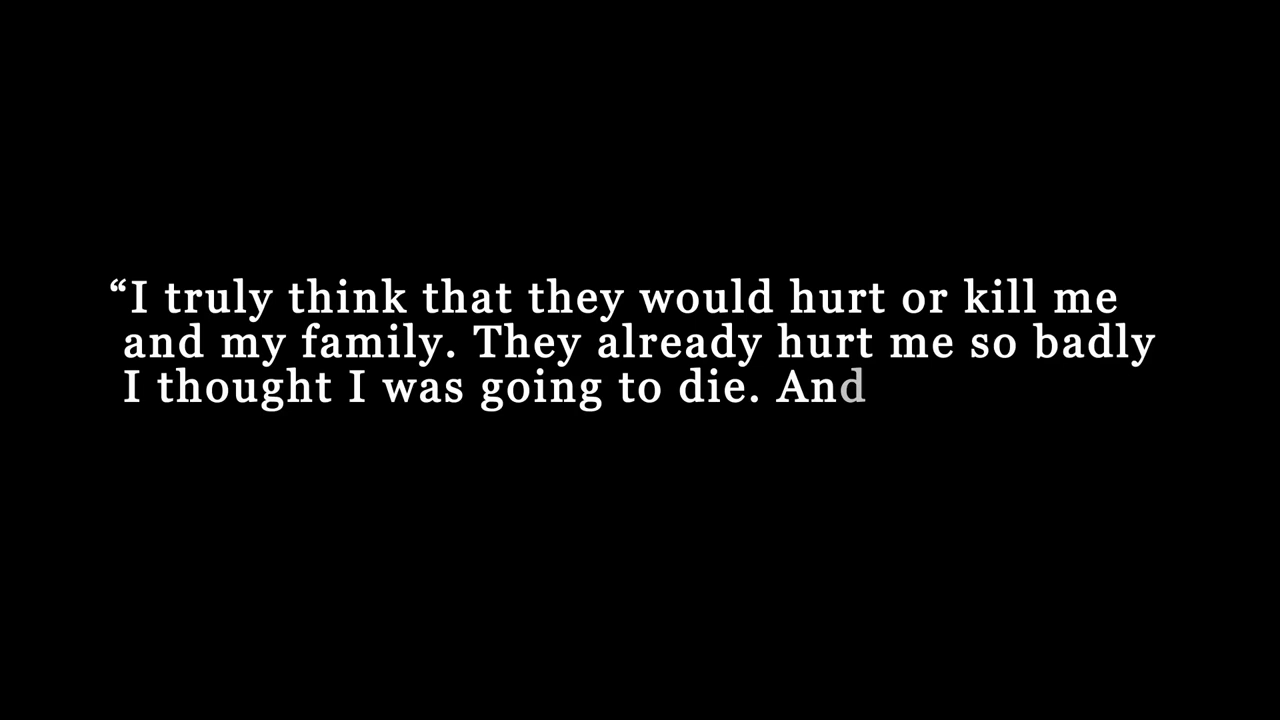 “I truly think that they would hurt or kill me
and my family. They already hurt me so badly
I thought I was going to die. And